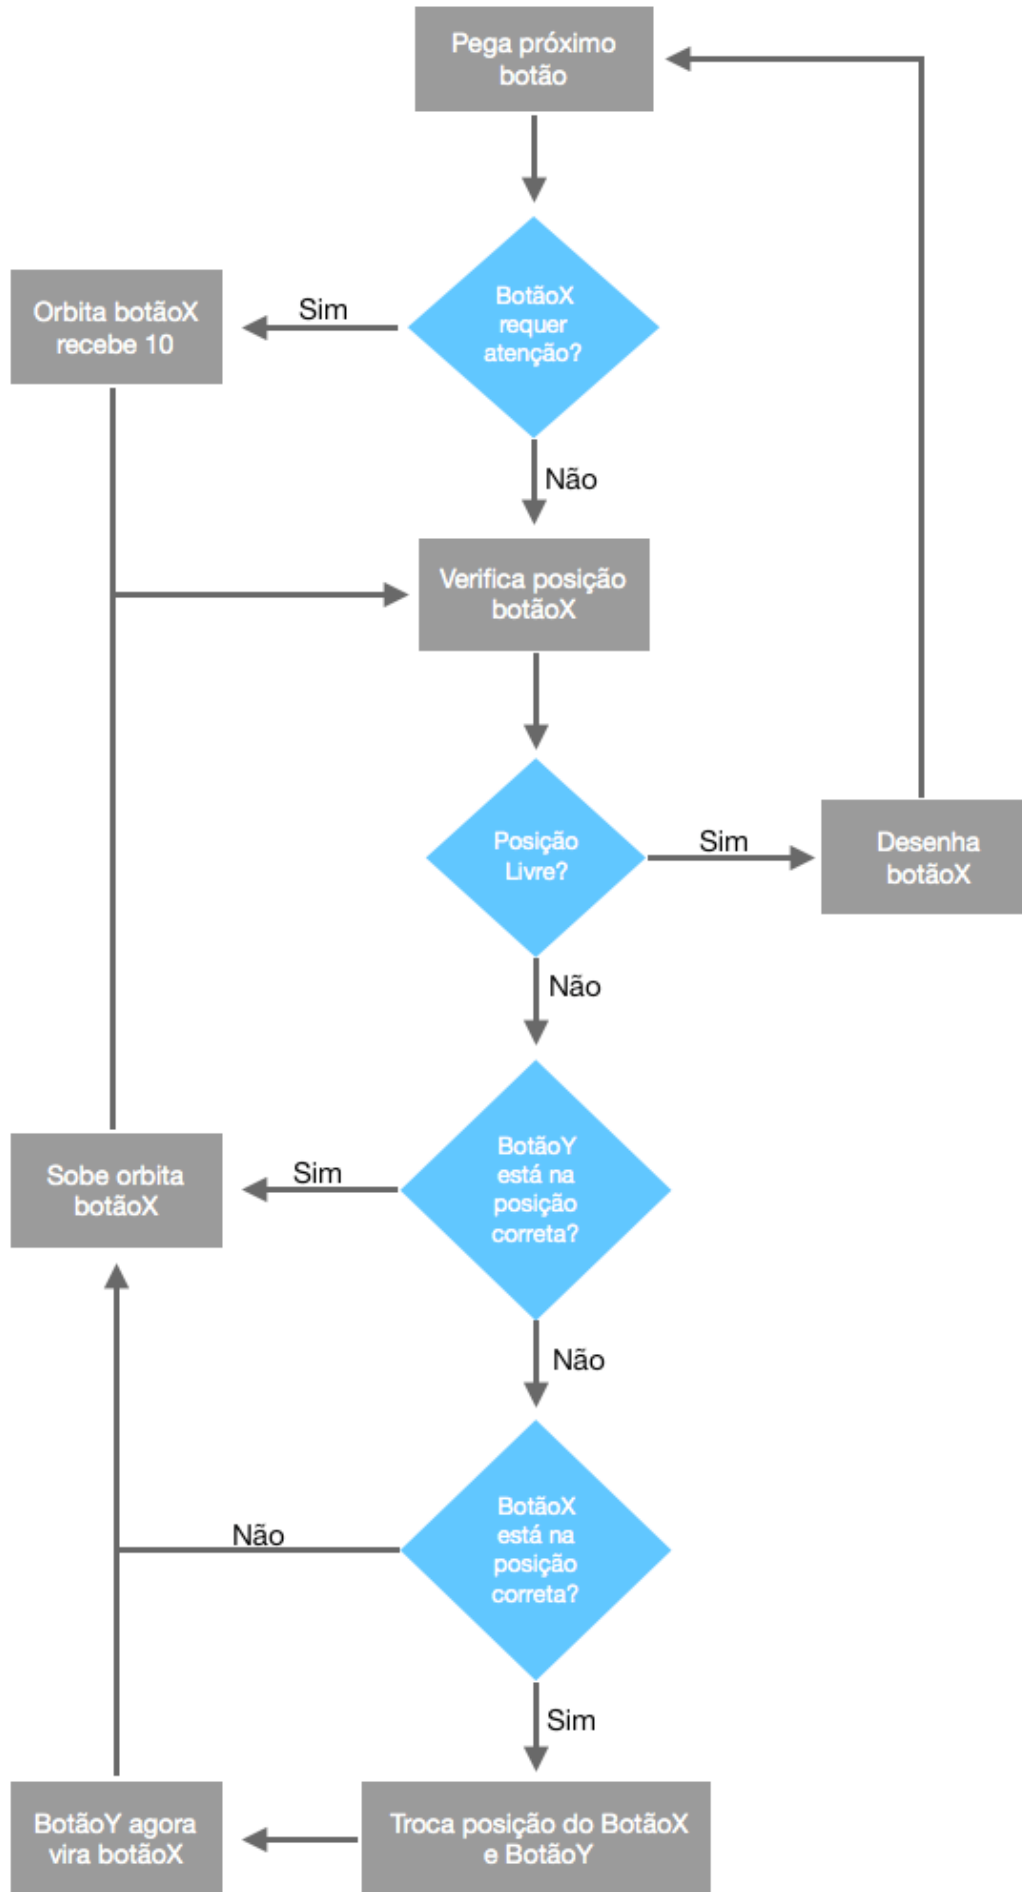 Pega próximo
botão
BotãoX
requer
atenção?
Sim
Orbita botãoX
recebe 10
Não
Verifica posição
botãoX
Posição
Livre?
Sim
Desenha
botãoX
Não
BotãoY
está na
posição
correta?
Sim
Sobe orbita
botãoX
Não
BotãoX
está na
posição
correta?
Não
Sim
Troca posição do BotãoX
e BotãoY
BotãoY agora
vira botãoX